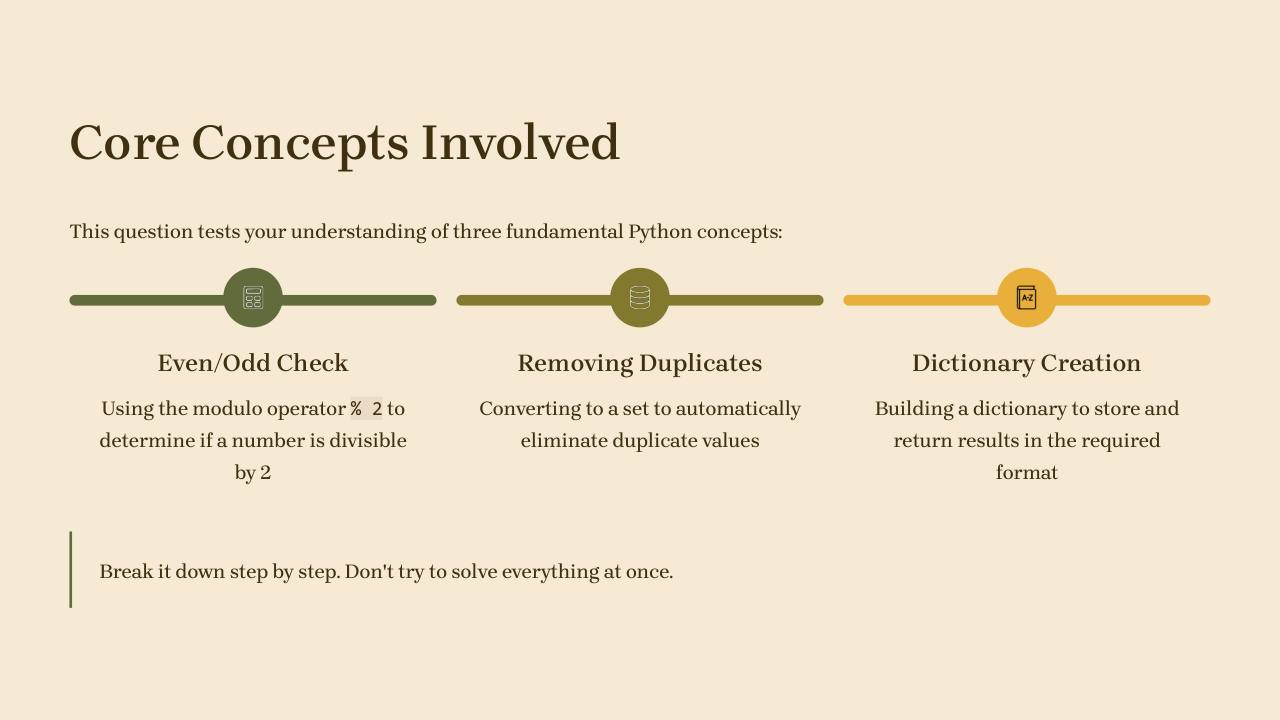 Core Concepts Involved
This question tests your understanding of three fundamental Python concepts:
A-Z
Even/Odd Check
Using the modulo operator % 2 to
determine if a number is divisible
by 2
Removing Duplicates
Converting to a set to automatically
eliminate duplicate values
Dictionary Creation
Building a dictionary to store and
return results in the required
format
Break it down step by step. Don't try to solve everything at once.